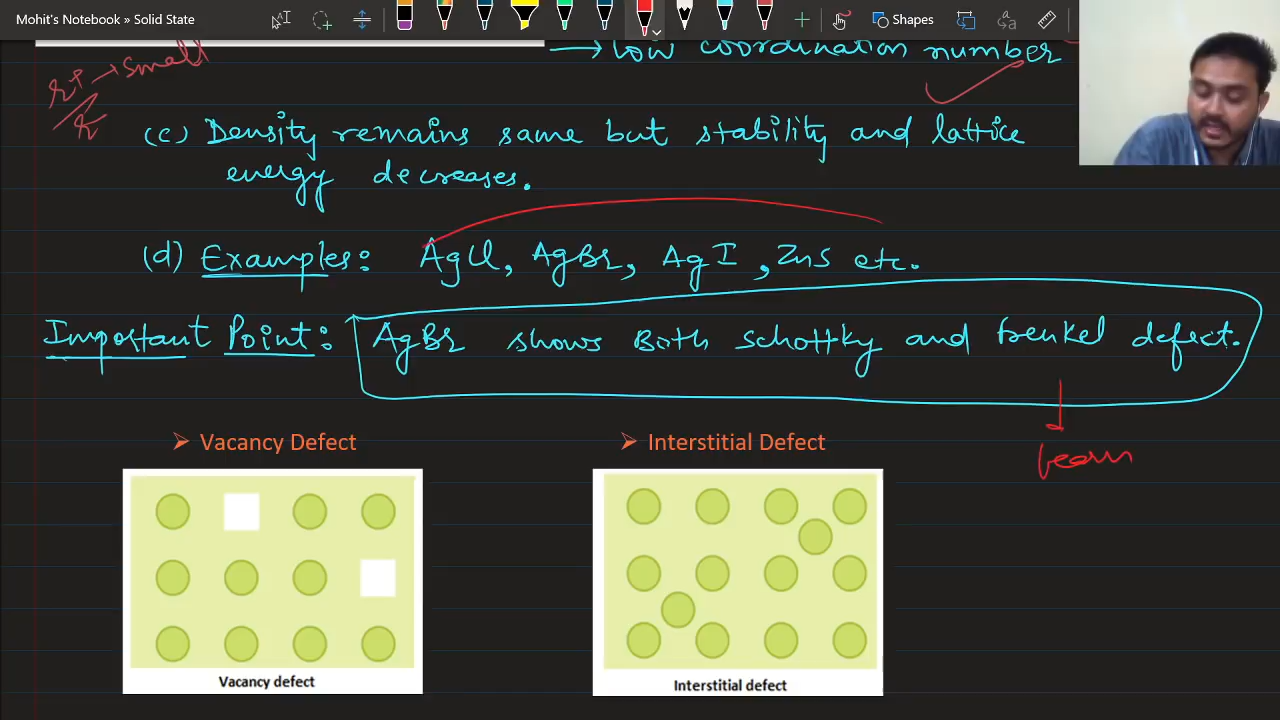 Mohit's Notebook » Solid State
Shapes
→ low coordination number
r+ → small
(c) Density remains same but stability and lattice
energy decreases.
(d) Examples: AgCl, AgBr, AgI, ZnS etc.
Important Point: AgBr shows Both schottky and frenkel defect.
➢ Vacancy Defect
➢ Interstitial Defect
Vacancy defect
Interstitial defect